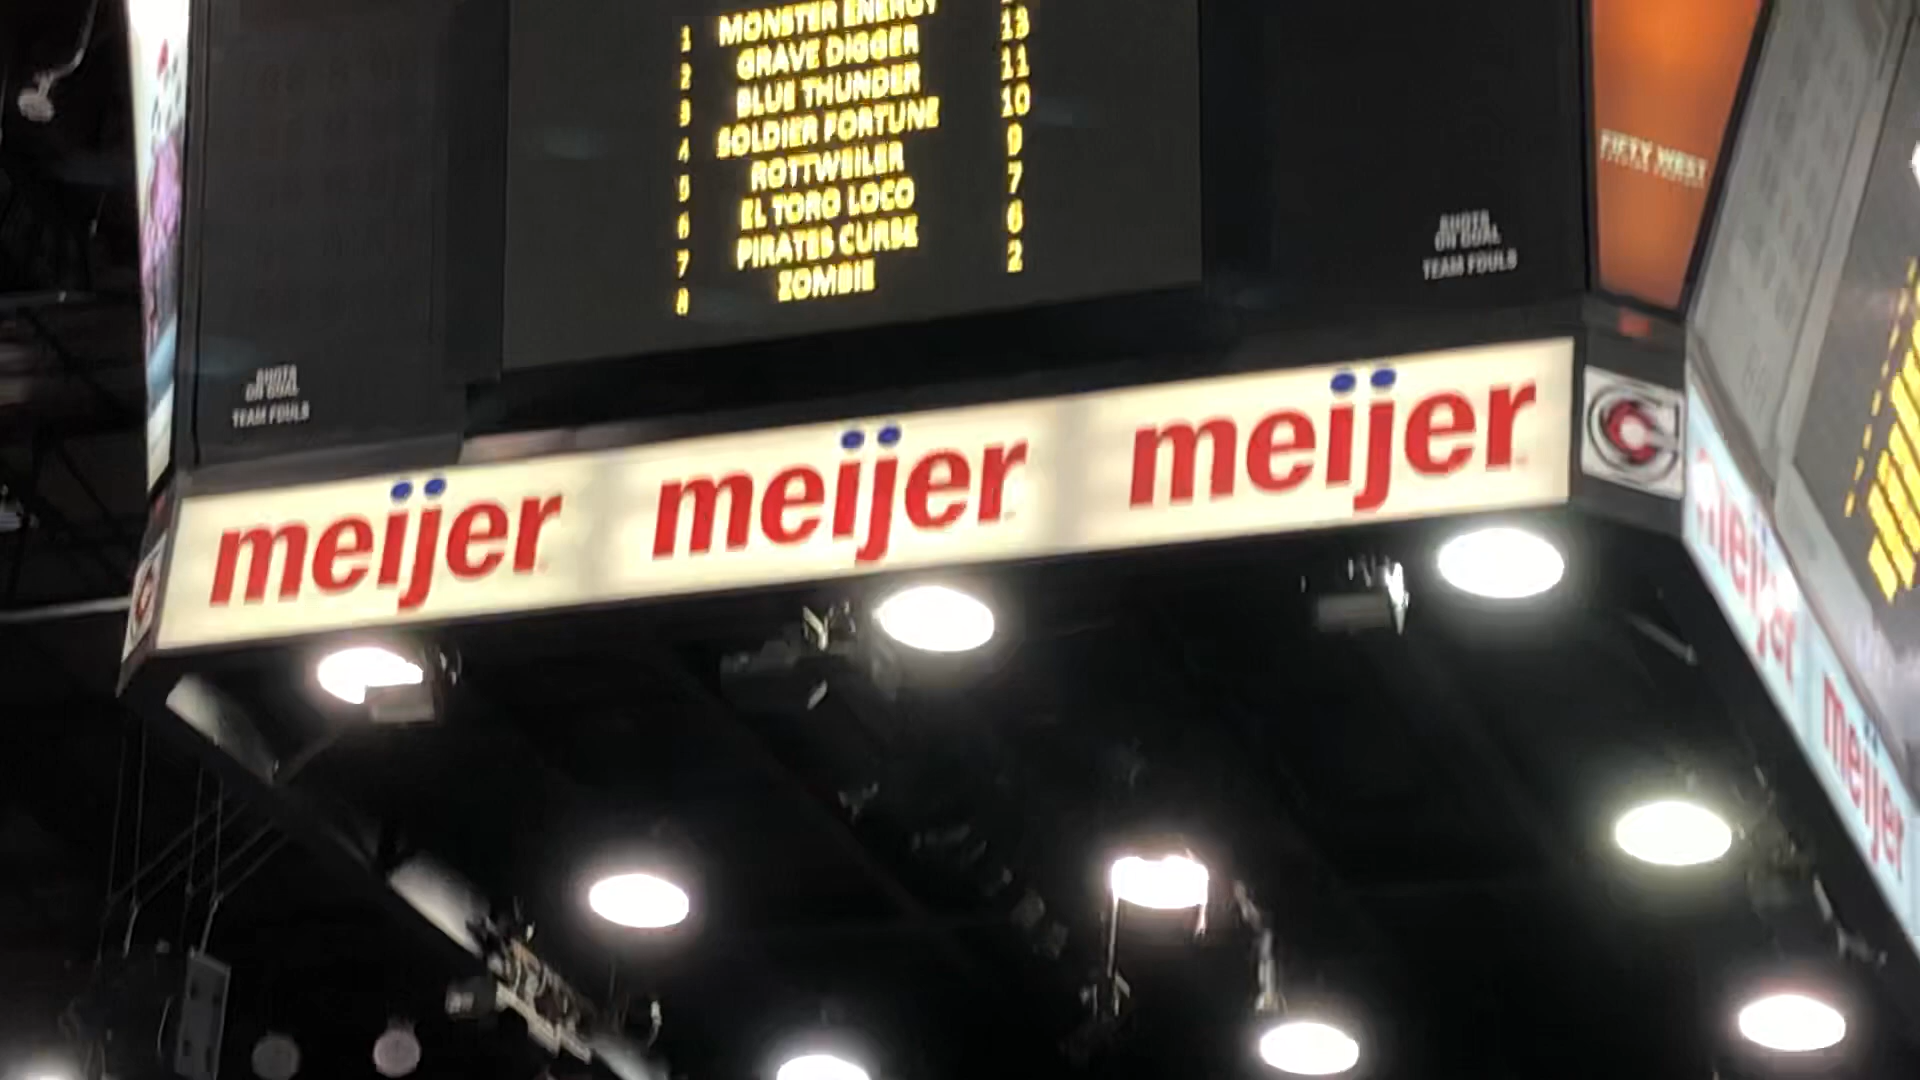 1 MONSTER ENERGY
2 GRAVE DIGGER 13
3 BLUE THUNDER 11
4 SOLDIER FORTUNE 10
5 ROTTWEILER 9
6 EL TORO LOCO 7
7 PIRATES CURSE 6
8 ZOMBIE 2
FIFTY WEST
SHOTS
ON GOAL
TEAM FOULS
SHOTS
ON GOAL
TEAM FOULS
meijer meijer meijer
C
meijer
meijer